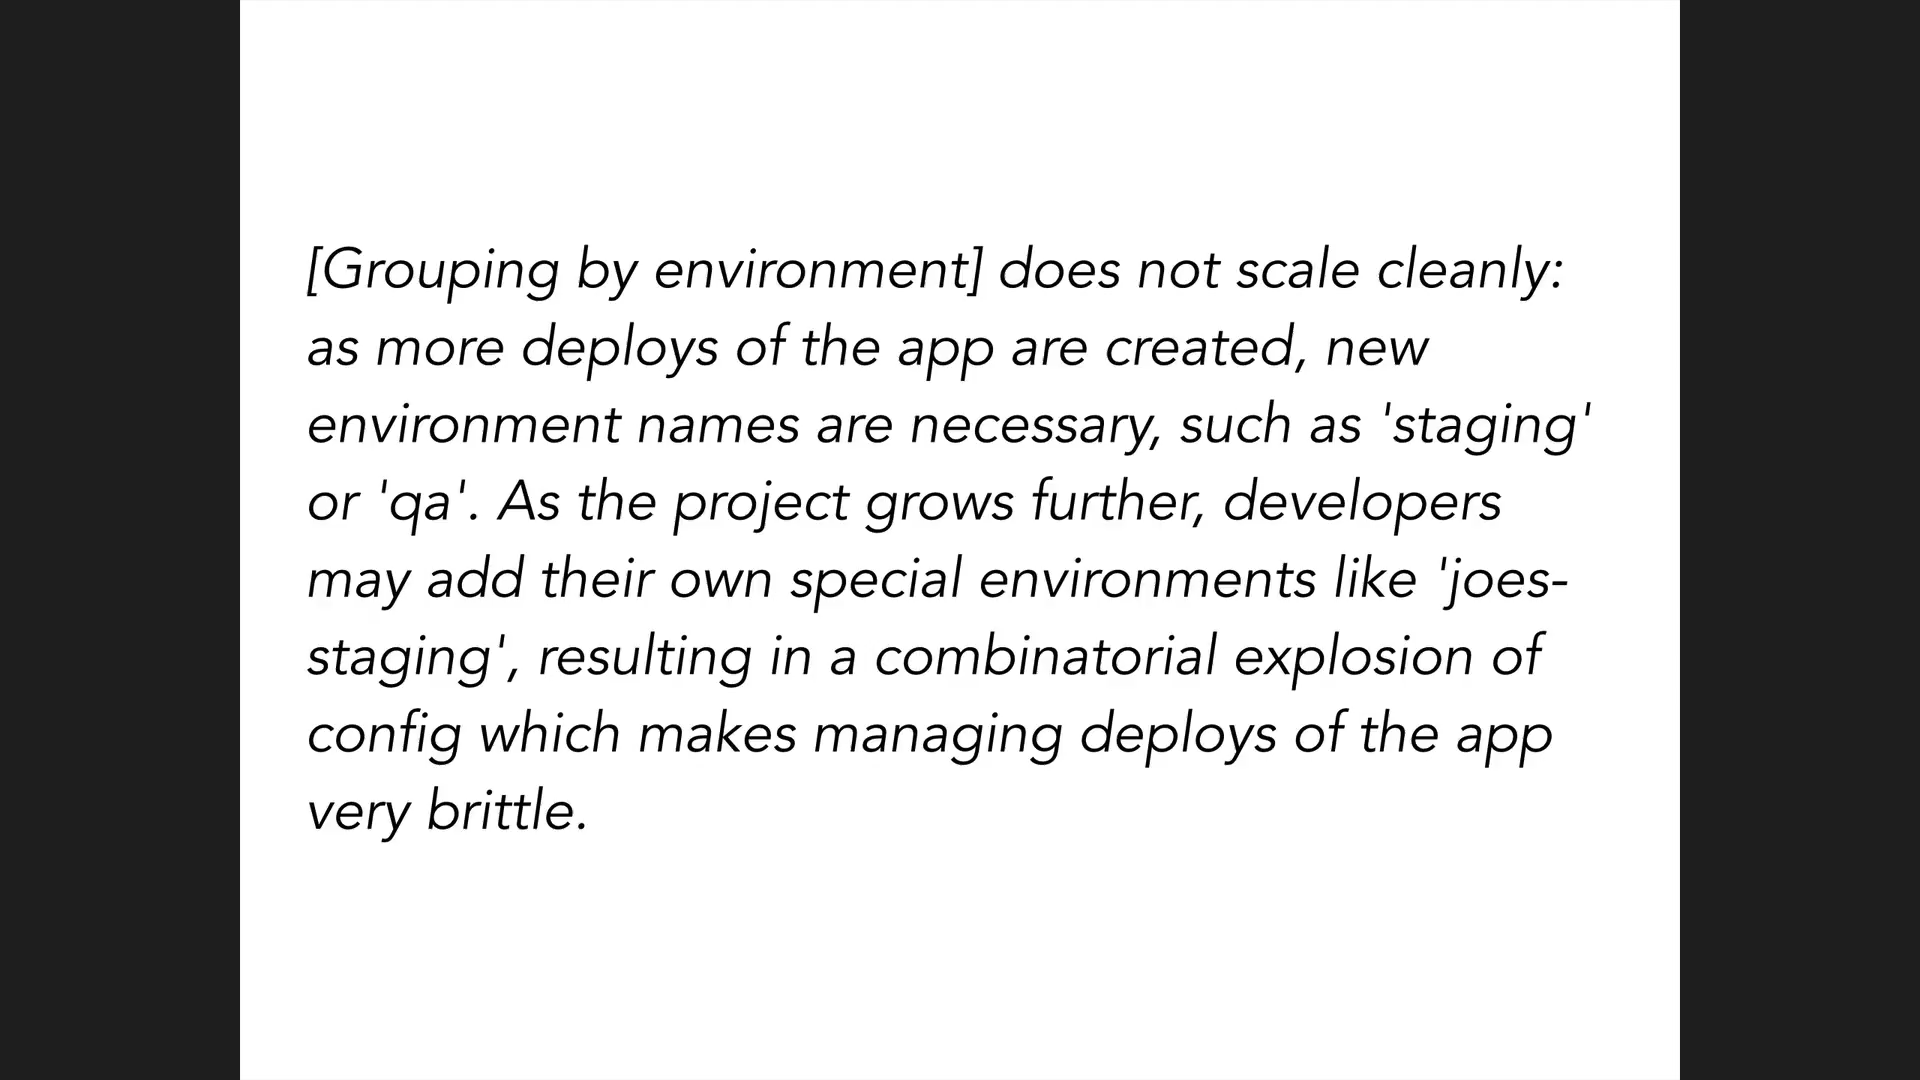 [Grouping by environment] does not scale cleanly:
as more deploys of the app are created, new
environment names are necessary, such as 'staging'
or 'qa'. As the project grows further, developers
may add their own special environments like 'joes-
staging', resulting in a combinatorial explosion of
config which makes managing deploys of the app
very brittle.